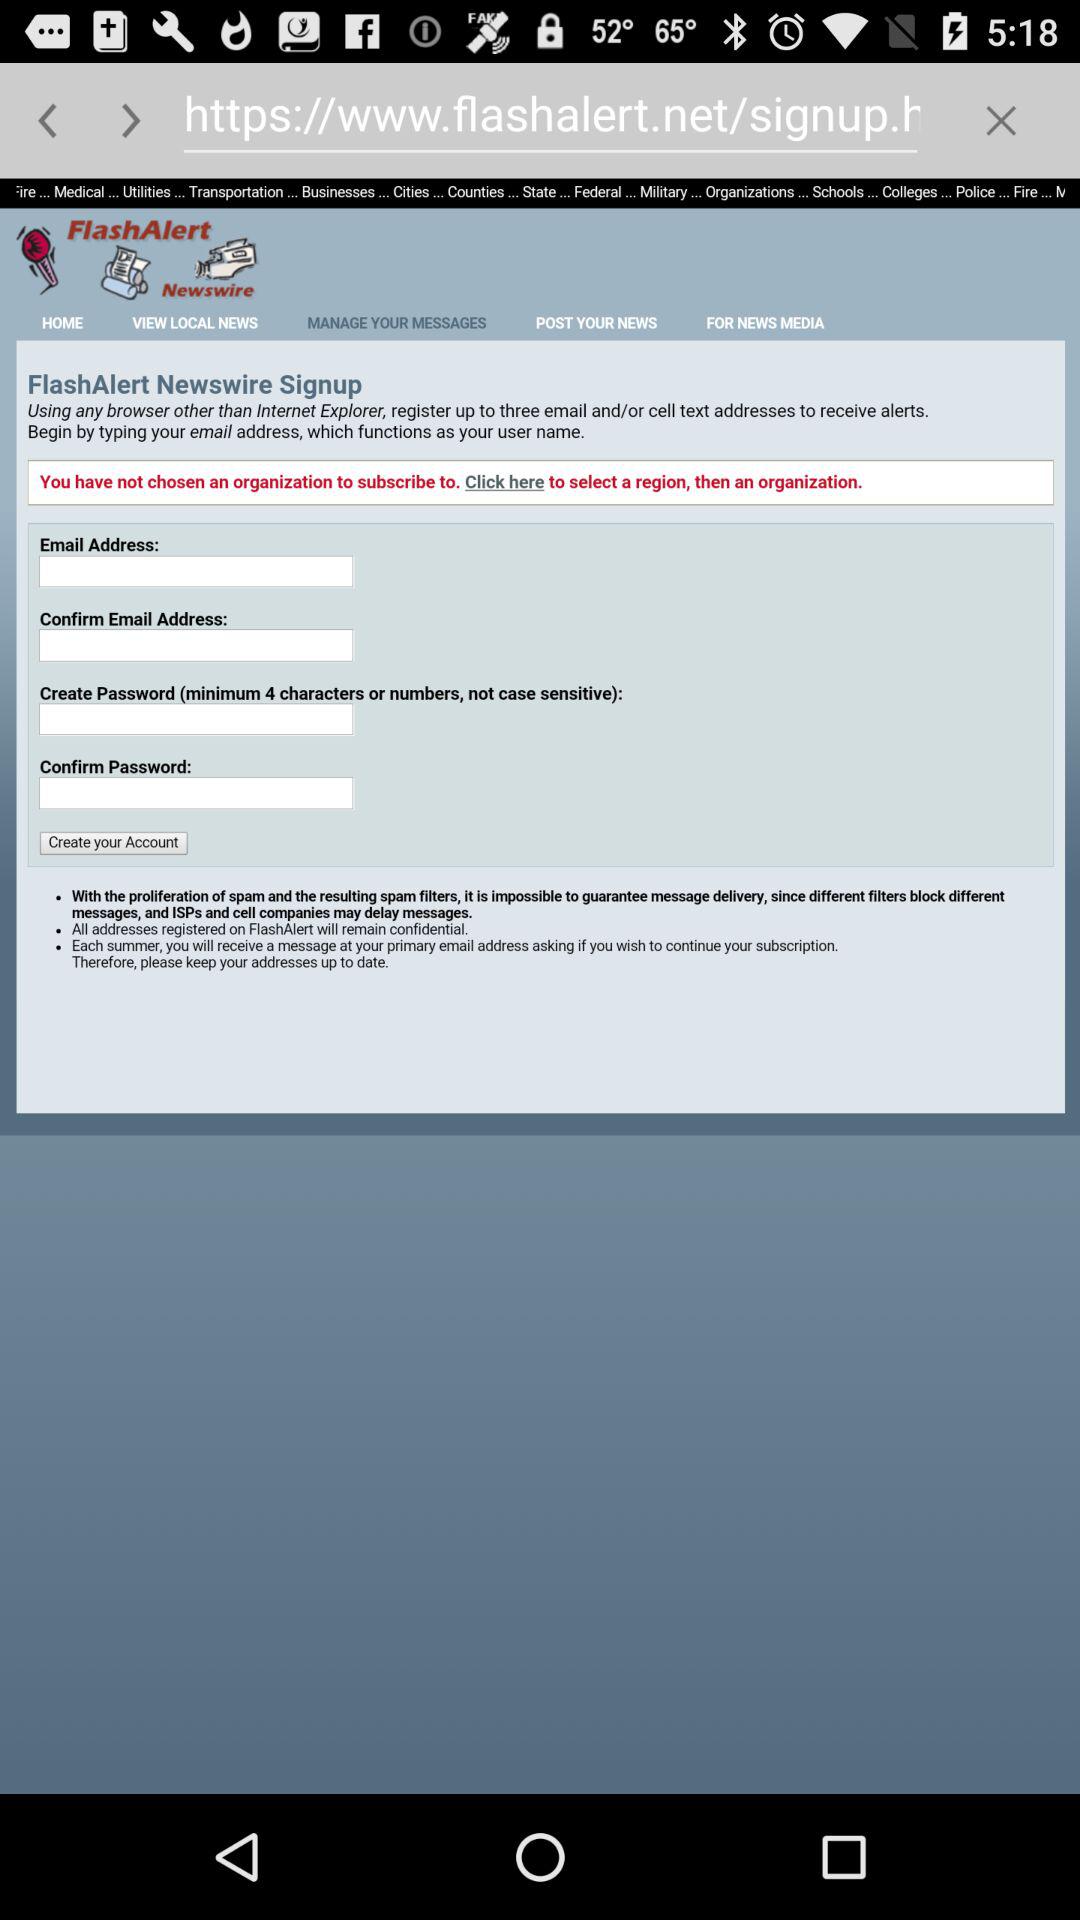 FAKE 52° 65° 5:18
https://www.flashalert.net/signup.h
Fire ... Medical ... Utilities ... Transportation ... Businesses ... Cities ... Counties ... State ... Federal ... Military ... Organizations ... Schools ... Colleges ... Police ... Fire ... M
FlashAlert
Newswire
HOME VIEW LOCAL NEWS MANAGE YOUR MESSAGES POST YOUR NEWS FOR NEWS MEDIA
FlashAlert Newswire Signup
Using any browser other than Internet Explorer, register up to three email and/or cell text addresses to receive alerts.
Begin by typing your email address, which functions as your user name.
You have not chosen an organization to subscribe to. Click here to select a region, then an organization.
Email Address:
Confirm Email Address:
Create Password (minimum 4 characters or numbers, not case sensitive):
Confirm Password:
Create your Account
• With the proliferation of spam and the resulting spam filters, it is impossible to guarantee message delivery, since different filters block different
messages, and ISPs and cell companies may delay messages.
• All addresses registered on FlashAlert will remain confidential.
• Each summer, you will receive a message at your primary email address asking if you wish to continue your subscription.
Therefore, please keep your addresses up to date.